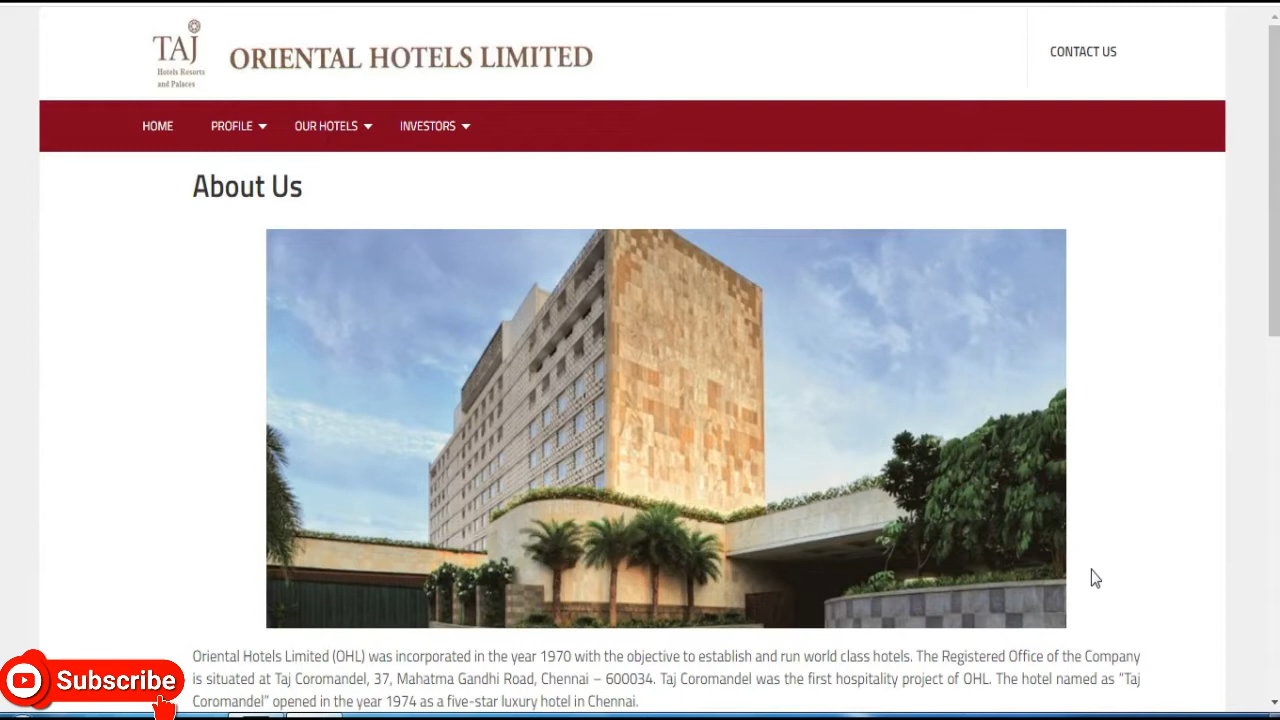 TAJ
Hotels Resorts
and Palaces
ORIENTAL HOTELS LIMITED
CONTACT US
HOME PROFILE OUR HOTELS INVESTORS
About Us
Oriental Hotels Limited (OHL) was incorporated in the year 1970 with the objective to establish and run world class hotels. The Registered Office of the Company
is situated at Taj Coromandel, 37, Mahatma Gandhi Road, Chennai – 600034. Taj Coromandel was the first hospitality project of OHL. The hotel named as “Taj
Coromandel” opened in the year 1974 as a five-star luxury hotel in Chennai.
Subscribe